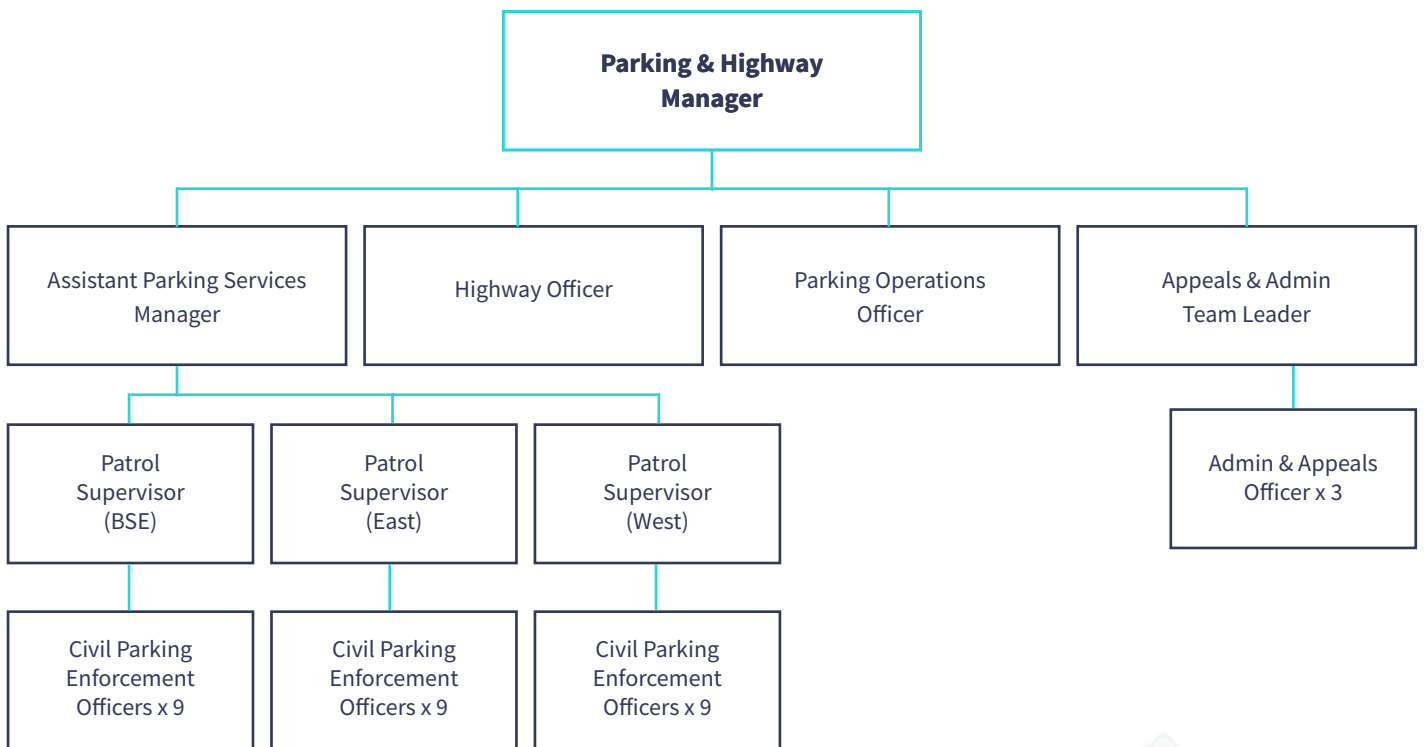 Parking & Highway
Manager
Assistant Parking Services
Manager
Highway Officer
Parking Operations
Officer
Appeals & Admin
Team Leader
Patrol
Supervisor
(BSE)
Patrol
Supervisor
(East)
Patrol
Supervisor
(West)
Admin & Appeals
Officer x 3
Civil Parking
Enforcement
Officers x 9
Civil Parking
Enforcement
Officers x 9
Civil Parking
Enforcement
Officers x 9